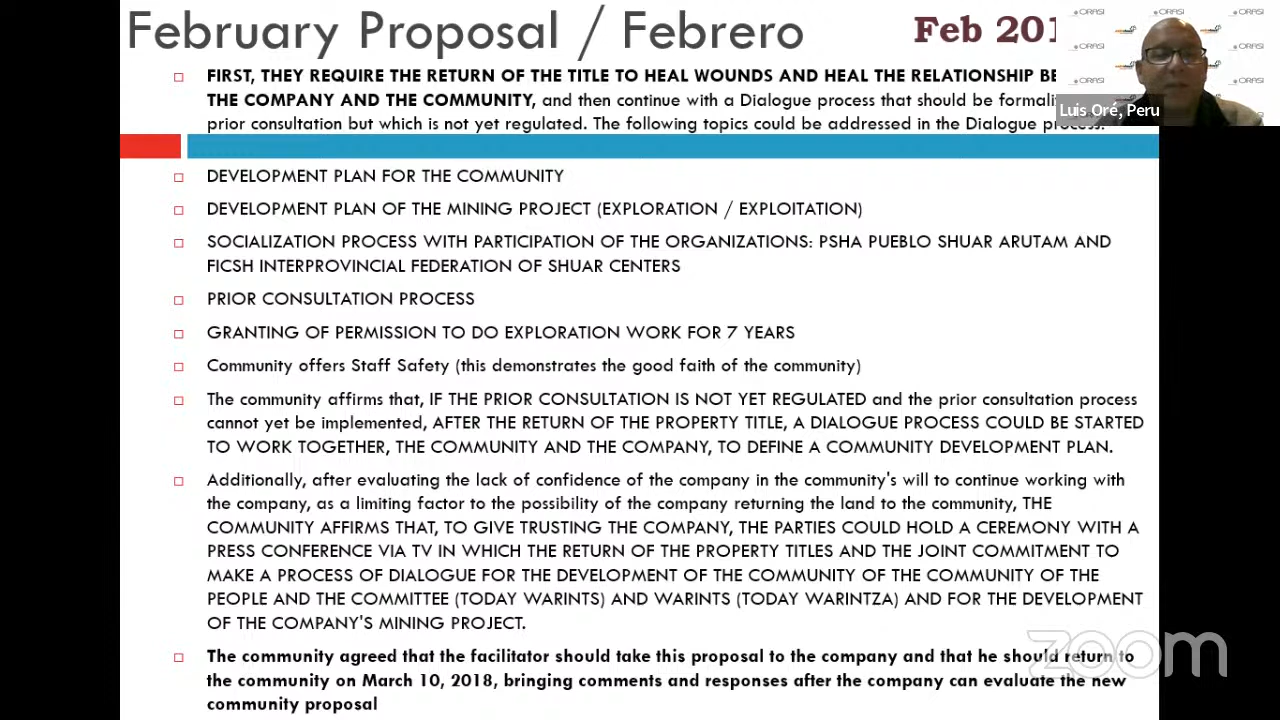 February Proposal / Febrero
Feb 201
FIRST, THEY REQUIRE THE RETURN OF THE TITLE TO HEAL WOUNDS AND HEAL THE RELATIONSHIP BE
THE COMPANY AND THE COMMUNITY, and then continue with a Dialogue process that should be formali
prior consultation but which is not yet regulated. The following topics could be addressed in the Dialogue process.
DEVELOPMENT PLAN FOR THE COMMUNITY
DEVELOPMENT PLAN OF THE MINING PROJECT (EXPLORATION / EXPLOITATION)
SOCIALIZATION PROCESS WITH PARTICIPATION OF THE ORGANIZATIONS: PSHA PUEBLO SHUAR ARUTAM AND
FICSH INTERPROVINCIAL FEDERATION OF SHUAR CENTERS
PRIOR CONSULTATION PROCESS
GRANTING OF PERMISSION TO DO EXPLORATION WORK FOR 7 YEARS
Community offers Staff Safety (this demonstrates the good faith of the community)
The community affirms that, IF THE PRIOR CONSULTATION IS NOT YET REGULATED and the prior consultation process
cannot yet be implemented, AFTER THE RETURN OF THE PROPERTY TITLE, A DIALOGUE PROCESS COULD BE STARTED
TO WORK TOGETHER, THE COMMUNITY AND THE COMPANY, TO DEFINE A COMMUNITY DEVELOPMENT PLAN.
Additionally, after evaluating the lack of confidence of the company in the community's will to continue working with
the company, as a limiting factor to the possibility of the company returning the land to the community, THE
COMMUNITY AFFIRMS THAT, TO GIVE TRUSTING THE COMPANY, THE PARTIES COULD HOLD A CEREMONY WITH A
PRESS CONFERENCE VIA TV IN WHICH THE RETURN OF THE PROPERTY TITLES AND THE JOINT COMMITMENT TO
MAKE A PROCESS OF DIALOGUE FOR THE DEVELOPMENT OF THE COMMUNITY OF THE COMMUNITY OF THE
PEOPLE AND THE COMMITTEE (TODAY WARINTS) AND WARINTS (TODAY WARINTZA) AND FOR THE DEVELOPMENT
OF THE COMPANY'S MINING PROJECT.
The community agreed that the facilitator should take this proposal to the company and that he should return to
the community on March 10, 2018, bringing comments and responses after the company can evaluate the new
community proposal
ORASI
ORASI
ORASI
ORASI
ORASI
ORASI
Luis Oré, Peru
zoom